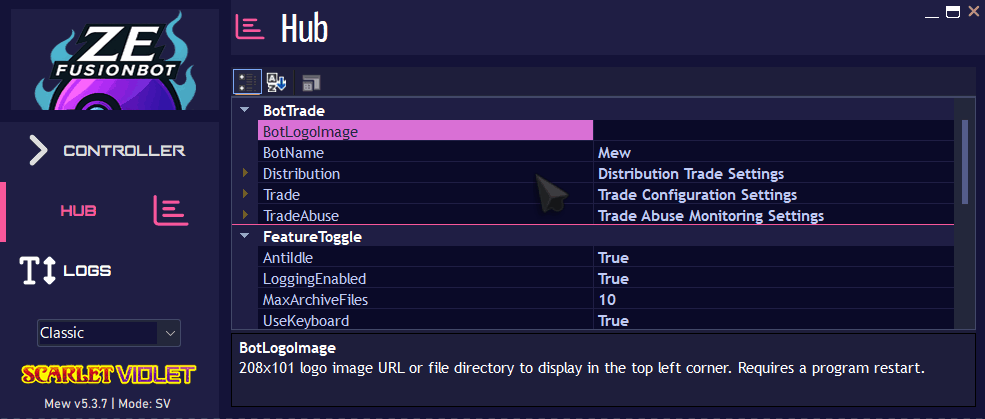 ZE
FUSIONBOT
Hub
CONTROLLER
HUB
LOGS
Classic
SCARLET VIOLET
Mew v5.3.7 | Mode: SV
BotTrade
BotLogoImage
BotName Mew
Distribution Distribution Trade Settings
Trade Trade Configuration Settings
TradeAbuse Trade Abuse Monitoring Settings
FeatureToggle
AntiIdle True
LoggingEnabled True
MaxArchiveFiles 10
UseKeyboard True
BotLogoImage
208x101 logo image URL or file directory to display in the top left corner. Requires a program restart.